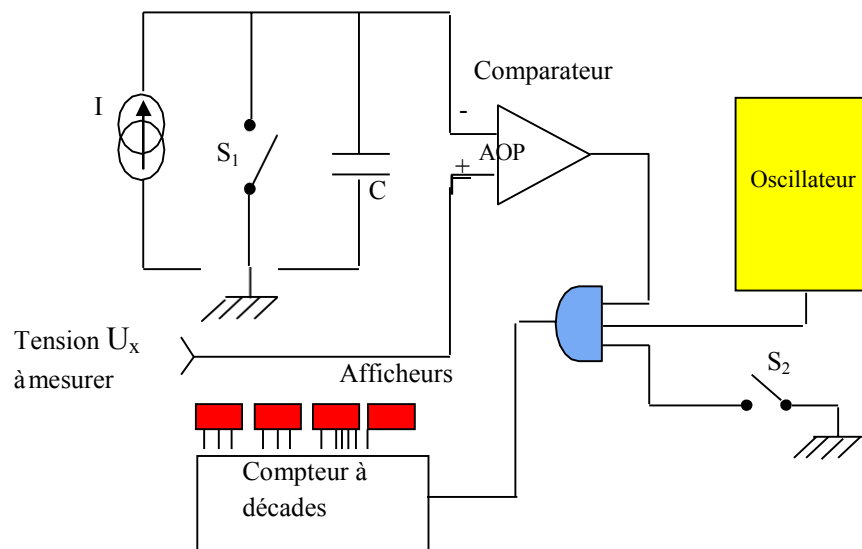 Comparateur
I
-
S₁
+
AOP
C
Oscillateur
Tension Uₓ
à mesurer
Afficheurs
S₂
Compteur à
décades